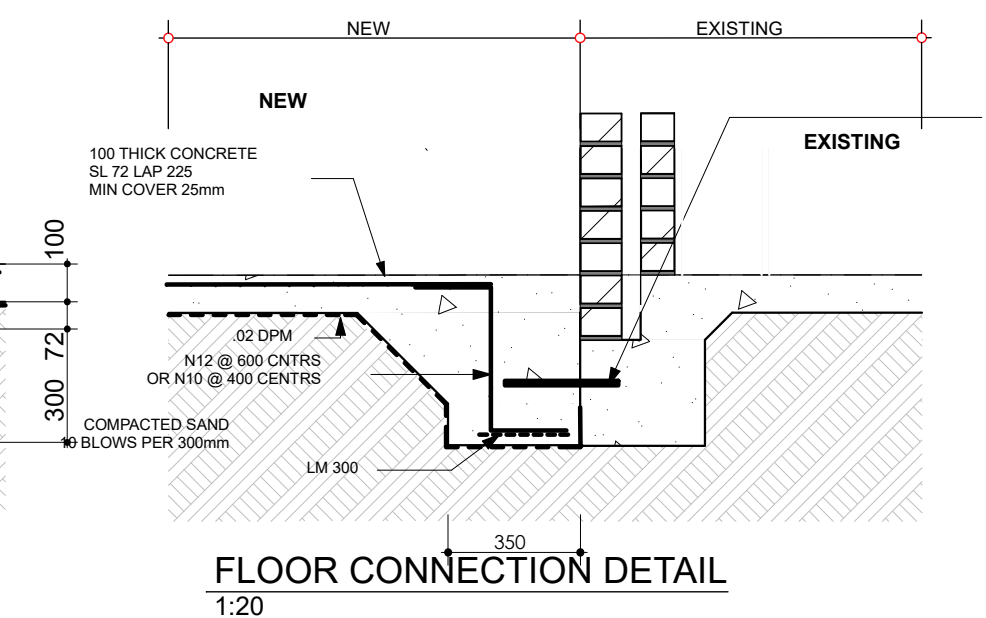 NEW
EXISTING
NEW
EXISTING
100 THICK CONCRETE
SL 72 LAP 225
MIN COVER 25mm
100
72
300
.02 DPM
N12 @ 600 CNTRS
OR N10 @ 400 CENTRS
COMPACTED SAND
10 BLOWS PER 300mm
LM 300
350
FLOOR CONNECTION DETAIL
1:20